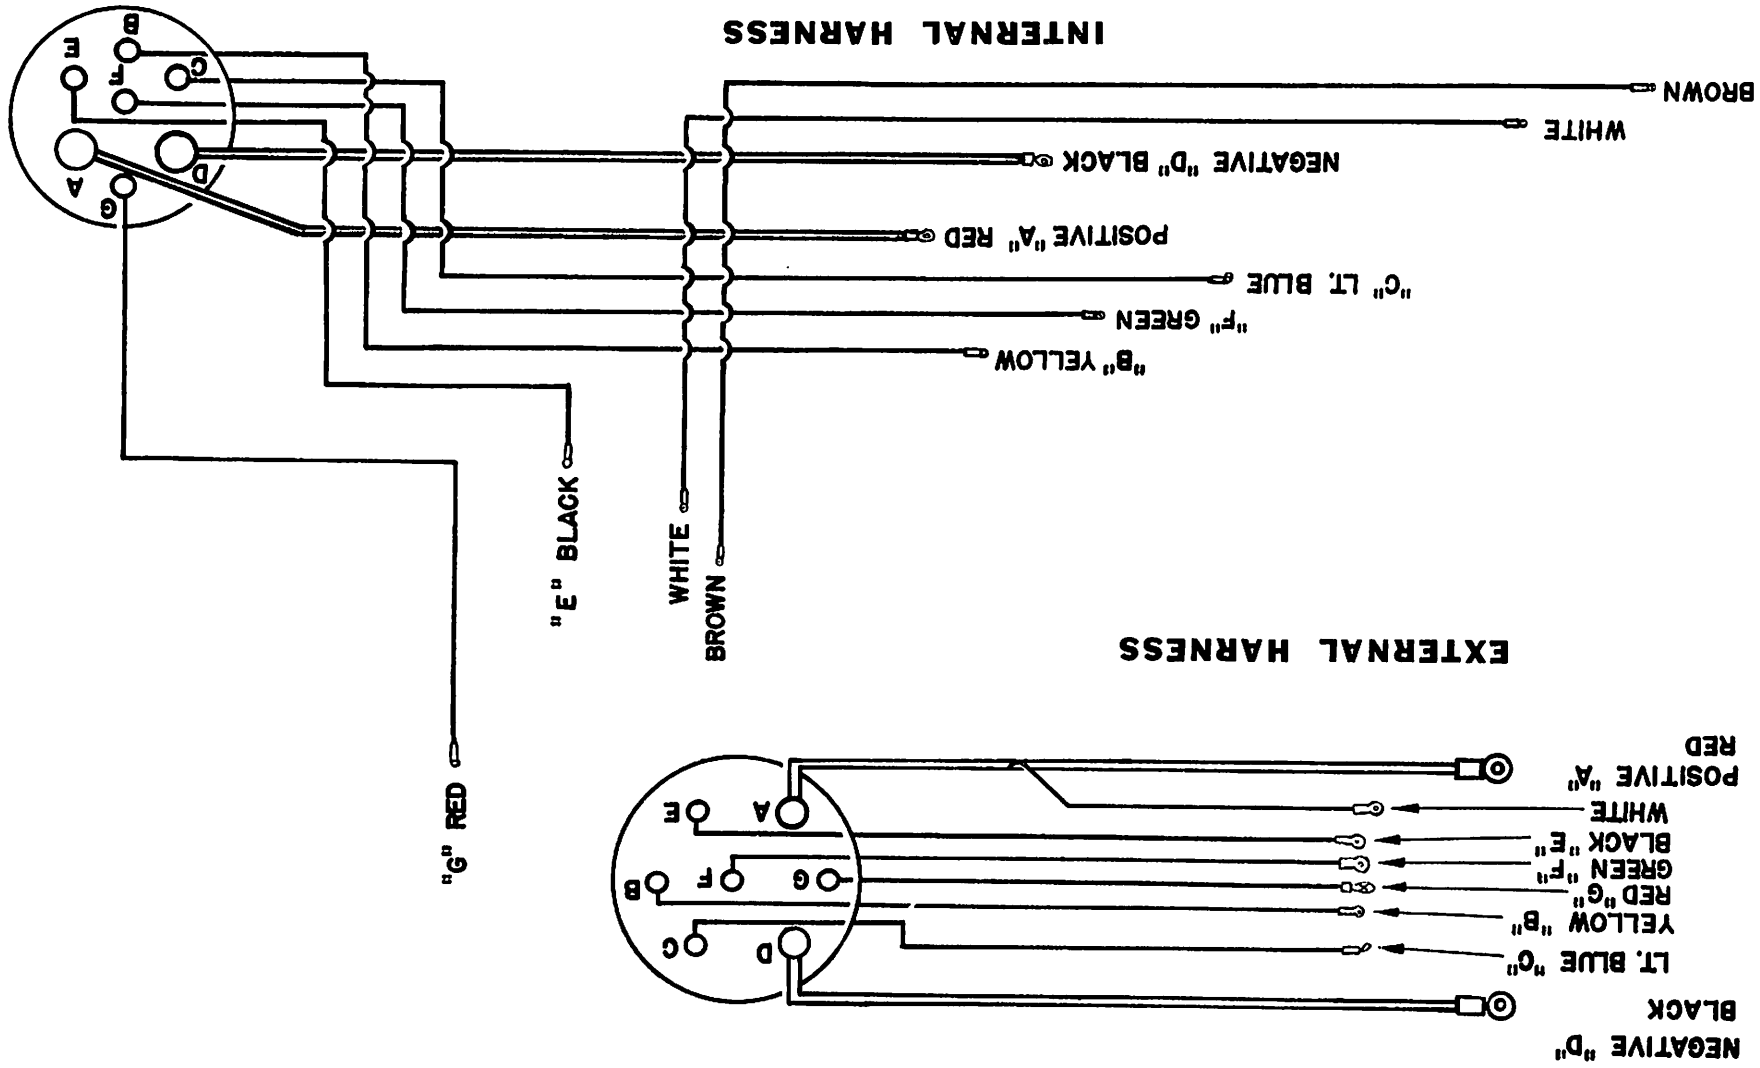 INTERNAL HARNESS
B
E
F
C
A
D
G
BROWN
WHITE
NEGATIVE "D" BLACK
POSITIVE "A" RED
"C" LT. BLUE
"F" GREEN
"B" YELLOW
"E" BLACK
WHITE
BROWN
"G" RED
EXTERNAL HARNESS
E
A
B
F
G
C
D
POSITIVE "A"
RED
WHITE
BLACK "E"
GREEN "F"
RED "G"
YELLOW "B"
LT. BLUE "C"
NEGATIVE "D"
BLACK